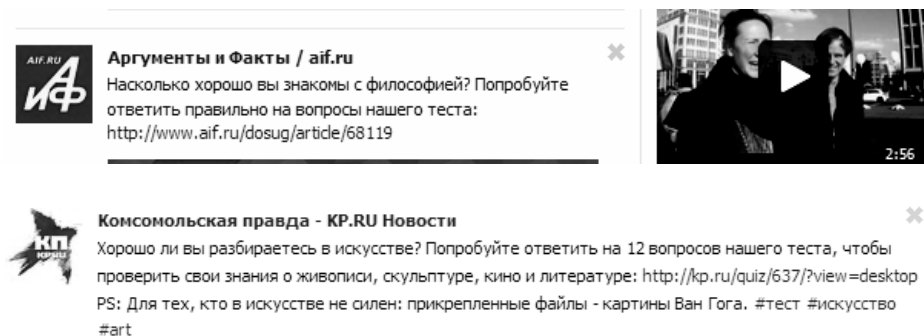 AIF.RU
АиФ
Аргументы и Факты / aif.ru
Насколько хорошо вы знакомы с философией? Попробуйте
ответить правильно на вопросы нашего теста:
http://www.aif.ru/dosug/article/68119
2:56
КП
KP.RU
Комсомольская правда - KP.RU Новости
Хорошо ли вы разбираетесь в искусстве? Попробуйте ответить на 12 вопросов нашего теста, чтобы
проверить свои знания о живописи, скульптуре, кино и литературе: http://kp.ru/quiz/637/?view=desktop
PS: Для тех, кто в искусстве не силен: прикрепленные файлы - картины Ван Гога. #тест #искусство
#art